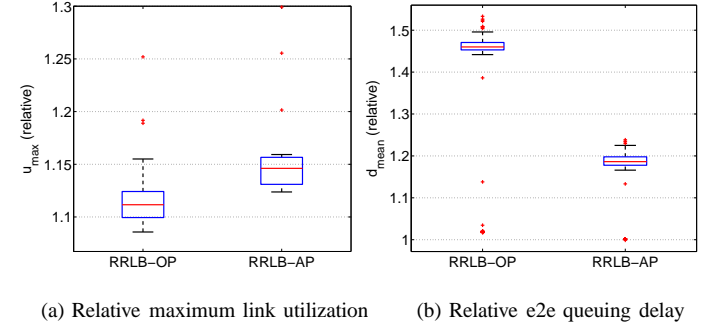 1.3
1.25
1.2
1.15
1.1
u_max (relative)
RRLB-OP
RRLB-AP
(a) Relative maximum link utilization
1.5
1.4
1.3
1.2
1.1
1
d_mean (relative)
RRLB-OP
RRLB-AP
(b) Relative e2e queuing delay